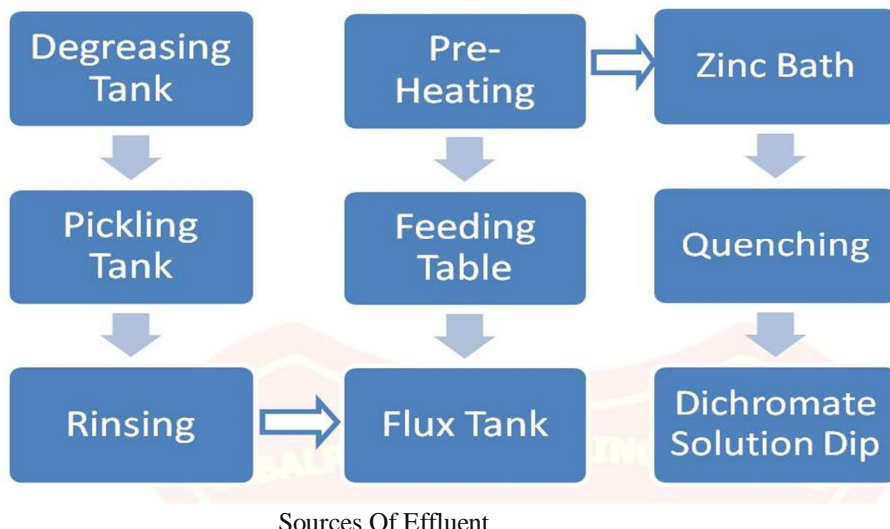 Degreasing
Tank
Pickling
Tank
Rinsing
Pre-
Heating
Feeding
Table
Flux Tank
Zinc Bath
Quenching
Dichromate
Solution Dip
Sources Of Effluent